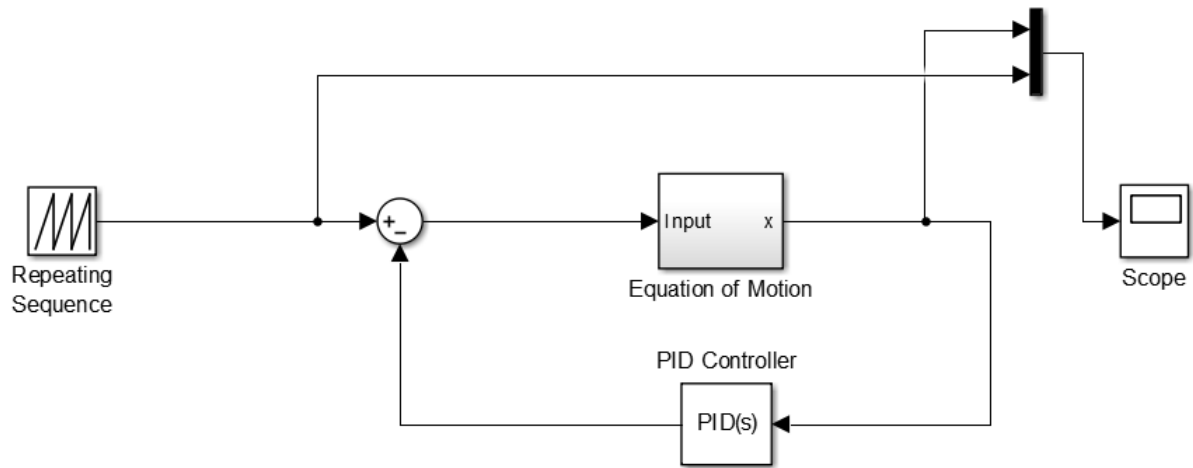 Repeating
Sequence
+
−
Input
x
Equation of Motion
PID Controller
PID(s)
Scope